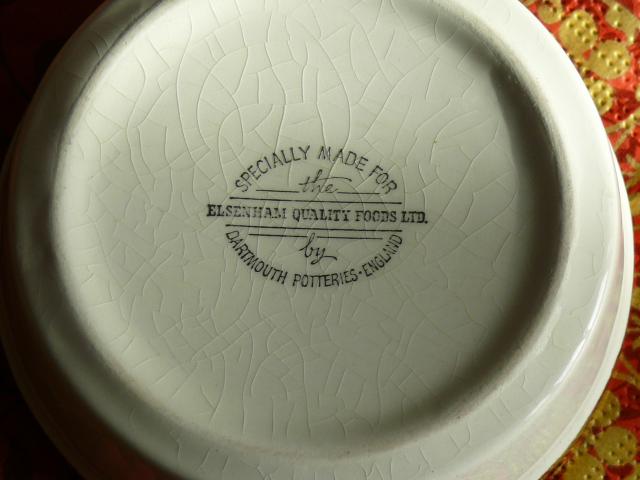 SPECIALLY MADE FOR
the
ELSENHAM QUALITY FOODS LTD.
by
DARTMOUTH POTTERIES-ENGLAND